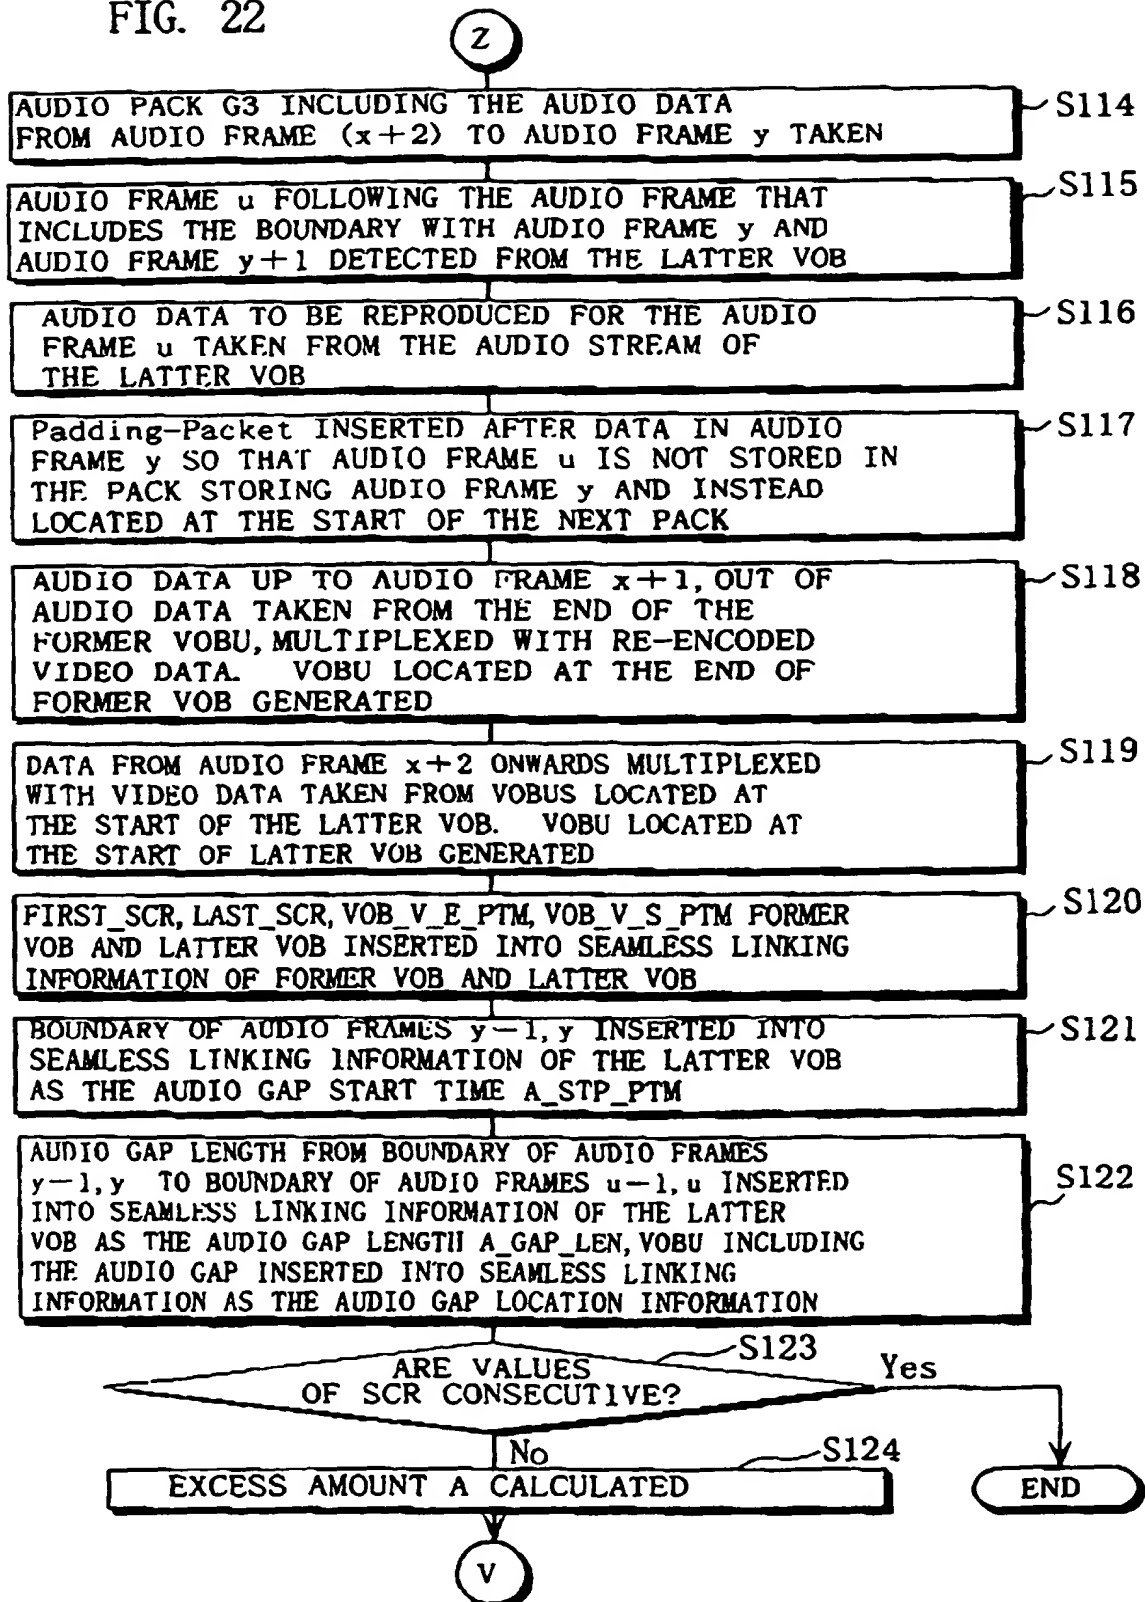 FIG. 22
Z
AUDIO PACK G3 INCLUDING THE AUDIO DATA
FROM AUDIO FRAME (x+2) TO AUDIO FRAME y TAKEN
S114
AUDIO FRAME u FOLLOWING THE AUDIO FRAME THAT
INCLUDES THE BOUNDARY WITH AUDIO FRAME y AND
AUDIO FRAME y+1 DETECTED FROM THE LATTER VOB
S115
AUDIO DATA TO BE REPRODUCED FOR THE AUDIO
FRAME u TAKEN FROM THE AUDIO STREAM OF
THE LATTER VOB
S116
Padding-Packet INSERTED AFTER DATA IN AUDIO
FRAME y SO THAT AUDIO FRAME u IS NOT STORED IN
THE PACK STORING AUDIO FRAME y AND INSTEAD
LOCATED AT THE START OF THE NEXT PACK
S117
AUDIO DATA UP TO AUDIO FRAME x+1, OUT OF
AUDIO DATA TAKEN FROM THE END OF THE
FORMER VOBU, MULTIPLEXED WITH RE-ENCODED
VIDEO DATA. VOBU LOCATED AT THE END OF
FORMER VOB GENERATED
S118
DATA FROM AUDIO FRAME x+2 ONWARDS MULTIPLEXED
WITH VIDEO DATA TAKEN FROM VOBUS LOCATED AT
THE START OF THE LATTER VOB. VOBU LOCATED AT
THE START OF LATTER VOB GENERATED
S119
FIRST_SCR, LAST_SCR, VOB_V_E_PTM, VOB_V_S_PTM FORMER
VOB AND LATTER VOB INSERTED INTO SEAMLESS LINKING
INFORMATION OF FORMER VOB AND LATTER VOB
S120
BOUNDARY OF AUDIO FRAMES y-1, y INSERTED INTO
SEAMLESS LINKING INFORMATION OF THE LATTER VOB
AS THE AUDIO GAP START TIME A_STP_PTM
S121
AUDIO GAP LENGTH FROM BOUNDARY OF AUDIO FRAMES
y-1, y TO BOUNDARY OF AUDIO FRAMES u-1, u INSERTED
INTO SEAMLESS LINKING INFORMATION OF THE LATTER
VOB AS THE AUDIO GAP LENGTH A_GAP_LEN, VOBU INCLUDING
THE AUDIO GAP INSERTED INTO SEAMLESS LINKING
INFORMATION AS THE AUDIO GAP LOCATION INFORMATION
S122
S123
ARE VALUES
OF SCR CONSECUTIVE?
Yes
No
S124
EXCESS AMOUNT A CALCULATED
END
V